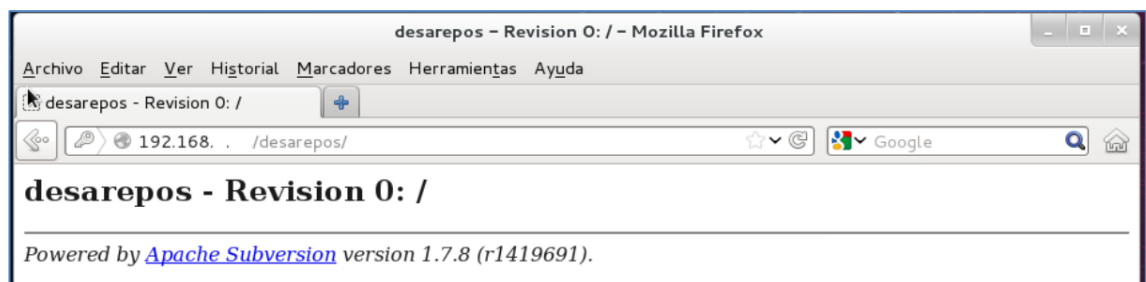 desarepos - Revision 0: / - Mozilla Firefox
Archivo Editar Ver Historial Marcadores Herramientas Ayuda
desarepos - Revision 0: /
192.168. . /desarepos/ Google
desarepos - Revision 0: /
Powered by Apache Subversion version 1.7.8 (r1419691).